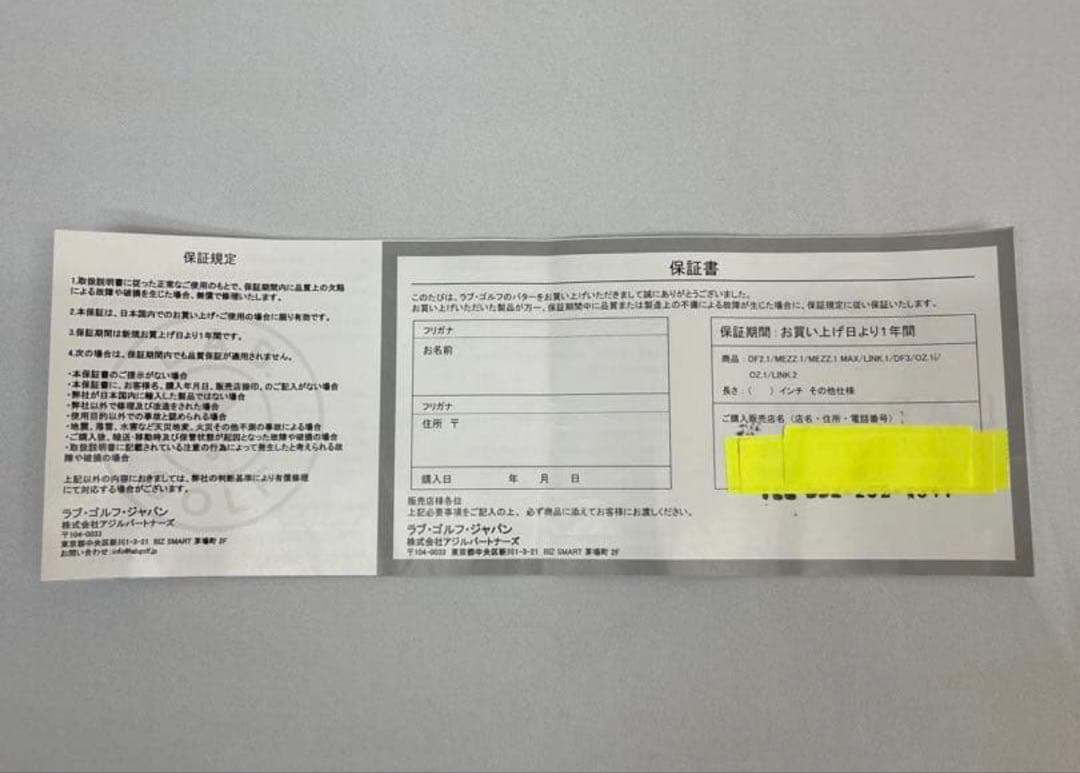 保証規定
1.取扱説明書に従った正常なご使用のもとで、保証期間内に品質上の欠陥
による故障や破損を生じた場合、無償で修理いたします。
2.本保証は、日本国内でのお買い上げ・ご使用の場合に限り有効です。
3.保証期間は新規お買上げ日より1年間です。
4.次の場合は、保証期間内でも品質保証が適用されません。
・本保証書のご提示がない場合
・本保証書に、お客様名、購入年月日、販売店捺印、のご記入がない場合
・弊社が日本国内に輸入した製品ではない場合
・弊社以外で修理及び改造をされた場合
・使用目的以外での事故と認められる場合
・地震、落雷、水害など天災地変、火災その他不測の事故による場合
・ご購入後、輸送・移動時及び保管状態が起因となった故障や破損の場合
・取扱説明書に記載されている注意の行為によって発生したと考えられる故
障や破損の場合
上記以外の内容におきましては、弊社の判断基準により有償修理
にて対応する場合がございます。
ラブ・ゴルフ・ジャパン
株式会社アジルパートナーズ
〒104-0033
東京都中央区新川1-3-21 BIZ SMART 茅場町 2F
お問い合わせ:info@labgolf.jp
保証書
このたびは、ラブ・ゴルフのパターをお買い上げいただきまして誠にありがとうございました。
お買い上げいただいた製品が万一、保証期間中に品質または製造上の不備による故障が生じた場合に、保証規定に従い保証いたします。
フリガナ
お名前
フリガナ
住所 〒
購入日 年 月 日
販売店様各位
上記必要事項をご記入の上、必ず商品に添えてお客様にお渡しください。
ラブ・ゴルフ・ジャパン
株式会社アジルパートナーズ
〒104-0033 東京都中央区新川1-3-21 BIZ SMART 茅場町 2F
保証期間:お買い上げ日より1年間
商品:DF2.1/MEZZ.1/MEZZ.1 MAX/LINK.1/DF3/OZ.1i/
OZ.1/LINK.2
長さ:( )インチ その他仕様
ご購入販売店名(店名・住所・電話番号)